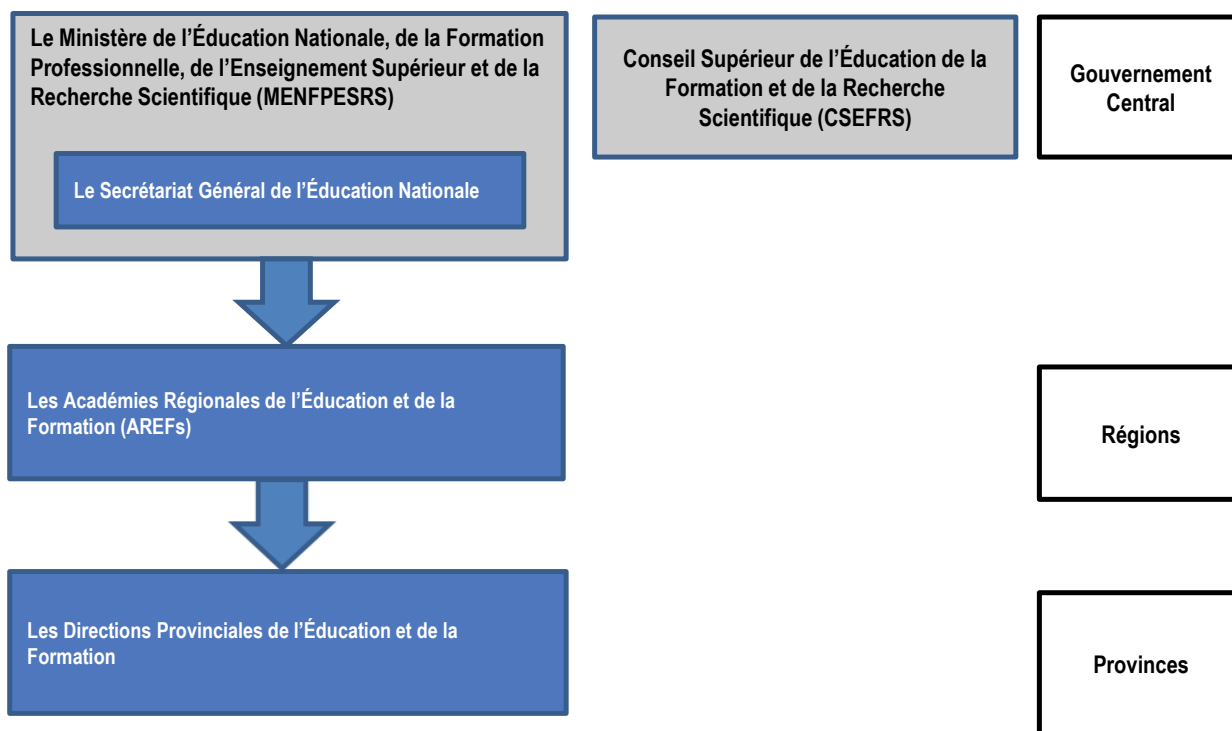 Le Ministère de l’Éducation Nationale, de la Formation
Professionnelle, de l’Enseignement Supérieur et de la
Recherche Scientifique (MENFPESRS)
Le Secrétariat Général de l’Éducation Nationale
Conseil Supérieur de l’Éducation de la
Formation et de la Recherche
Scientifique (CSEFRS)
Gouvernement
Central
Les Académies Régionales de l’Éducation et de la
Formation (AREFs)
Régions
Les Directions Provinciales de l’Éducation et de la
Formation
Provinces